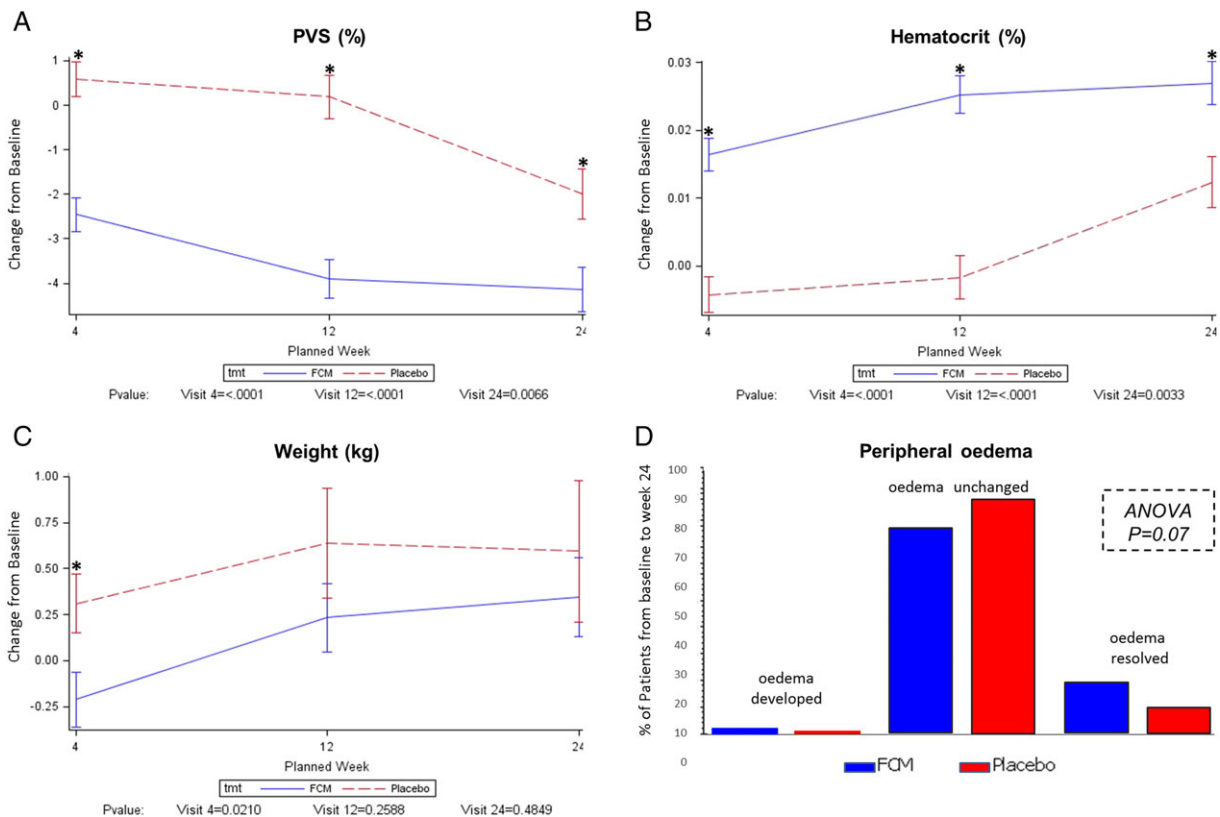 A
PVS (%)
Change from Baseline
1
0
-1
-2
-3
-4
*
*
*
4
12
24
Planned Week
tmt FCM Placebo
Pvalue: Visit 4=<.0001 Visit 12=<.0001 Visit 24=0.0066
B
Hematocrit (%)
Change from Baseline
0.03
0.02
0.01
0.00
*
*
*
4
12
24
Planned Week
tmt FCM Placebo
Pvalue: Visit 4=<.0001 Visit 12=<.0001 Visit 24=0.0033
C
Weight (kg)
Change from Baseline
1.00
0.75
0.50
0.25
0.00
-0.25
*
4
12
24
Planned Week
tmt FCM Placebo
Pvalue: Visit 4=0.0210 Visit 12=0.2588 Visit 24=0.4849
D
Peripheral oedema
% of Patients from baseline to week 24
100
90
80
70
60
50
40
30
20
10
0
oedema unchanged
ANOVA
P=0.07
oedema
developed
oedema
resolved
FCM Placebo